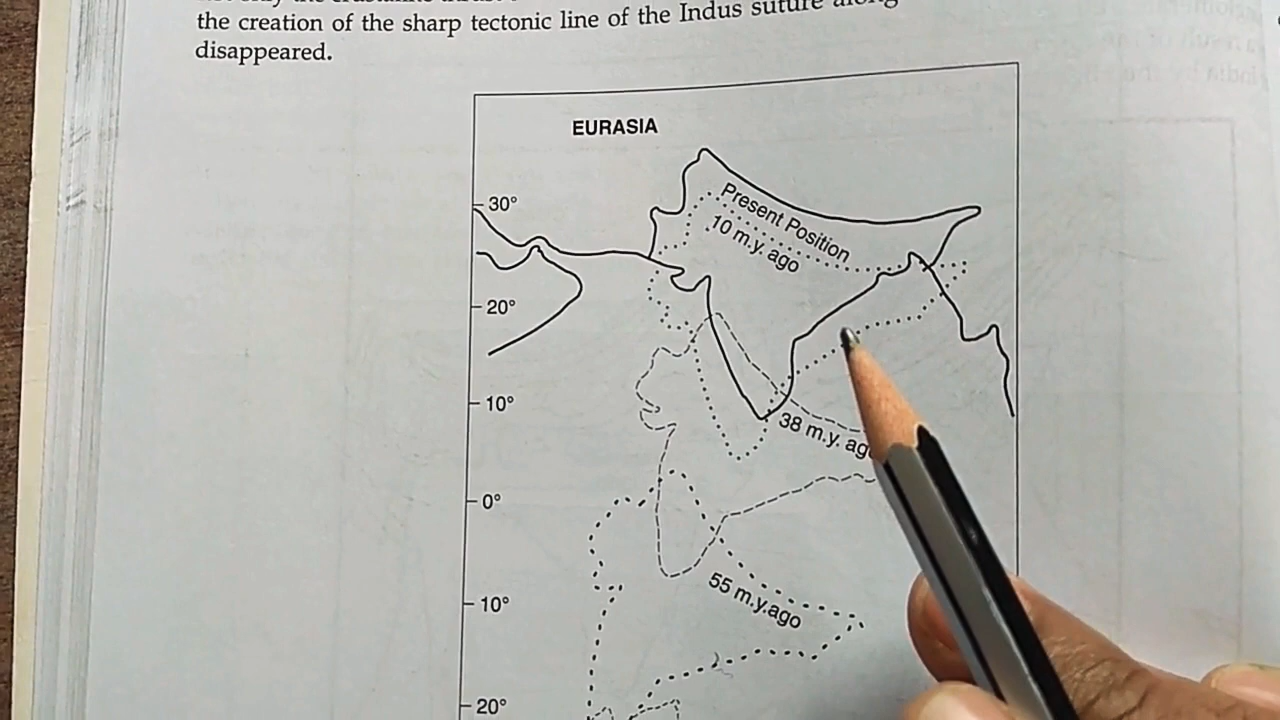 the creation of the sharp tectonic line of the Indus suture along
disappeared.
EURASIA
30°
Present Position
10 m.y. ago
20°
10°
38 m.y. ago
0°
55 m.y.ago
10°
20°